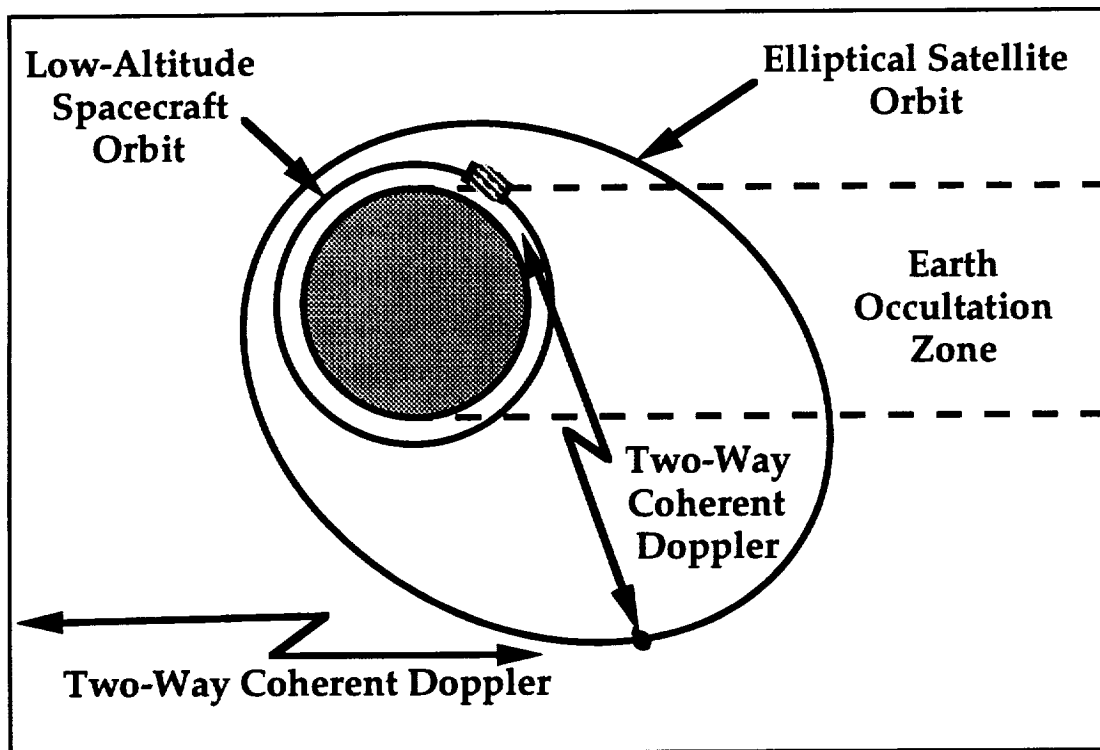 Low-Altitude
Spacecraft
Orbit
Elliptical Satellite
Orbit
Earth
Occultation
Zone
Two-Way
Coherent
Doppler
Two-Way Coherent Doppler